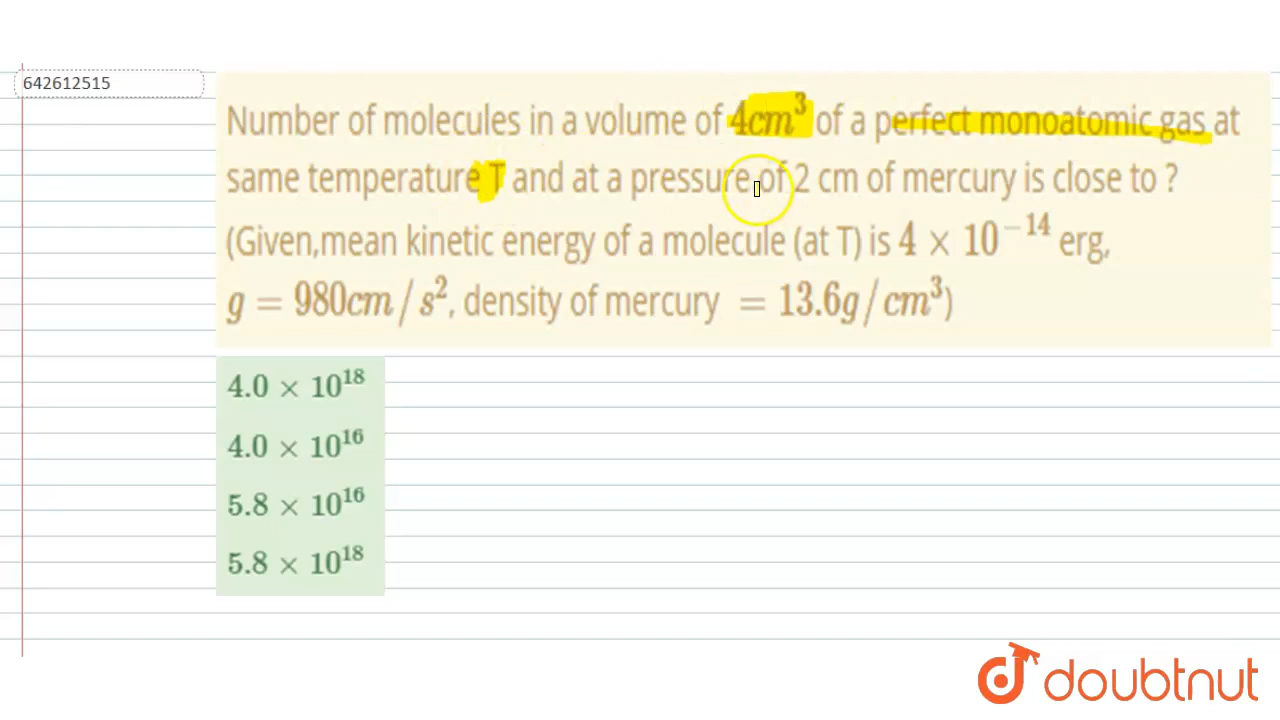 642612515
Number of molecules in a volume of 4cm³ of a perfect monoatomic gas at
same temperature T and at a pressure of 2 cm of mercury is close to ?
(Given,mean kinetic energy of a molecule (at T) is 4 × 10⁻¹⁴ erg,
g = 980cm/s², density of mercury = 13.6g/cm³)
4.0 × 10¹⁸
4.0 × 10¹⁶
5.8 × 10¹⁶
5.8 × 10¹⁸
doubtnut